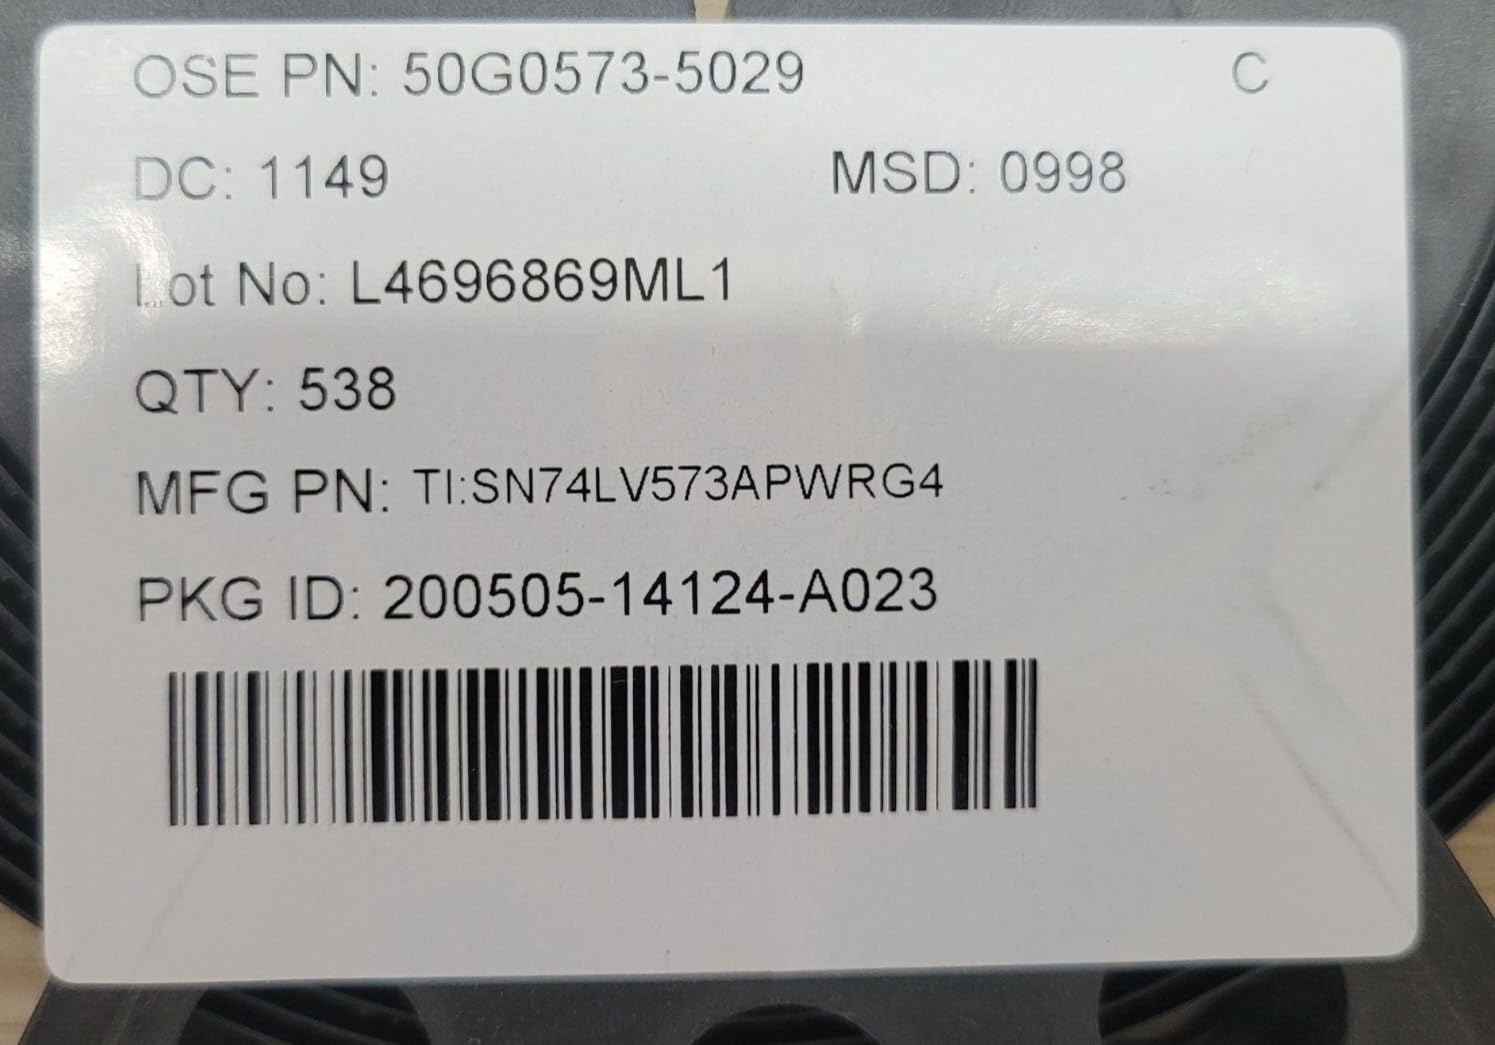 OSE PN: 50G0573-5029 C
DC: 1149 MSD: 0998
Lot No: L4696869ML1
QTY: 538
MFG PN: TI:SN74LV573APWRG4
PKG ID: 200505-14124-A023